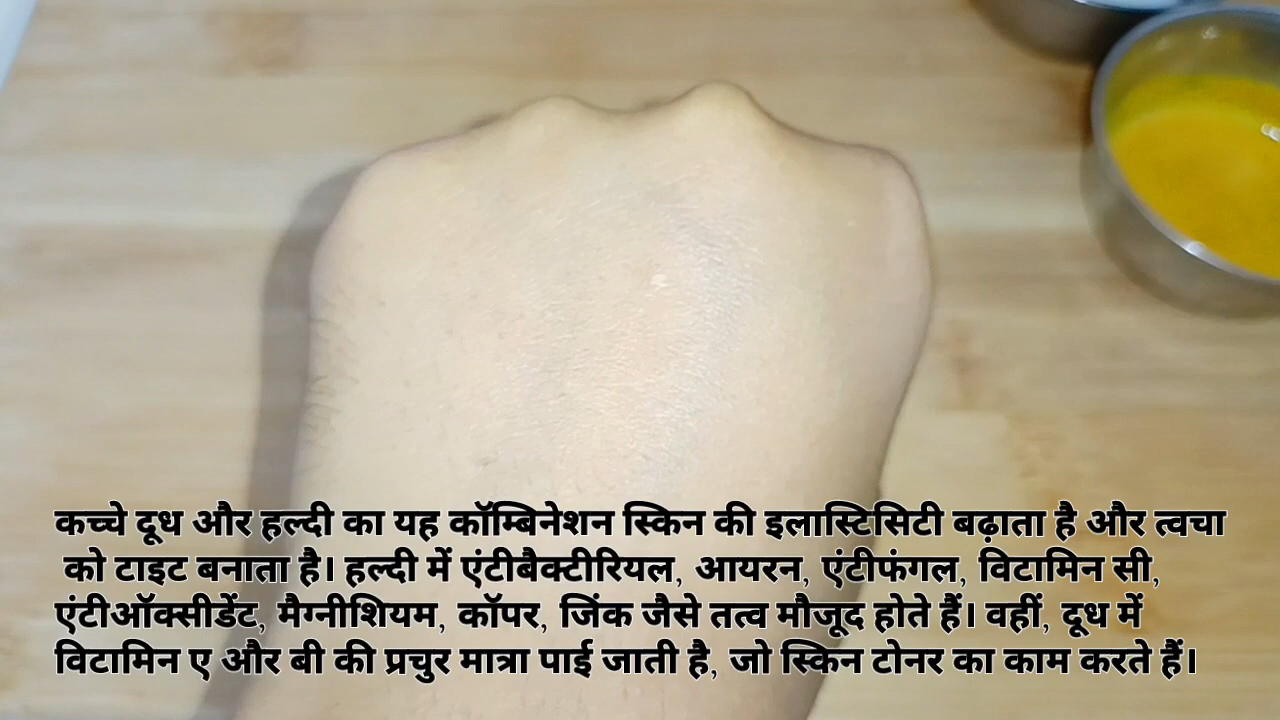 कच्चे दूध और हल्दी का यह कॉम्बिनेशन स्किन की इलास्टिसिटी बढ़ाता है और त्वचा
को टाइट बनाता है। हल्दी में एंटीबैक्टीरियल, आयरन, एंटीफंगल, विटामिन सी,
एंटीऑक्सीडेंट, मैग्नीशियम, कॉपर, जिंक जैसे तत्व मौजूद होते हैं। वहीं, दूध में
विटामिन ए और बी की प्रचुर मात्रा पाई जाती है, जो स्किन टोनर का काम करते हैं।